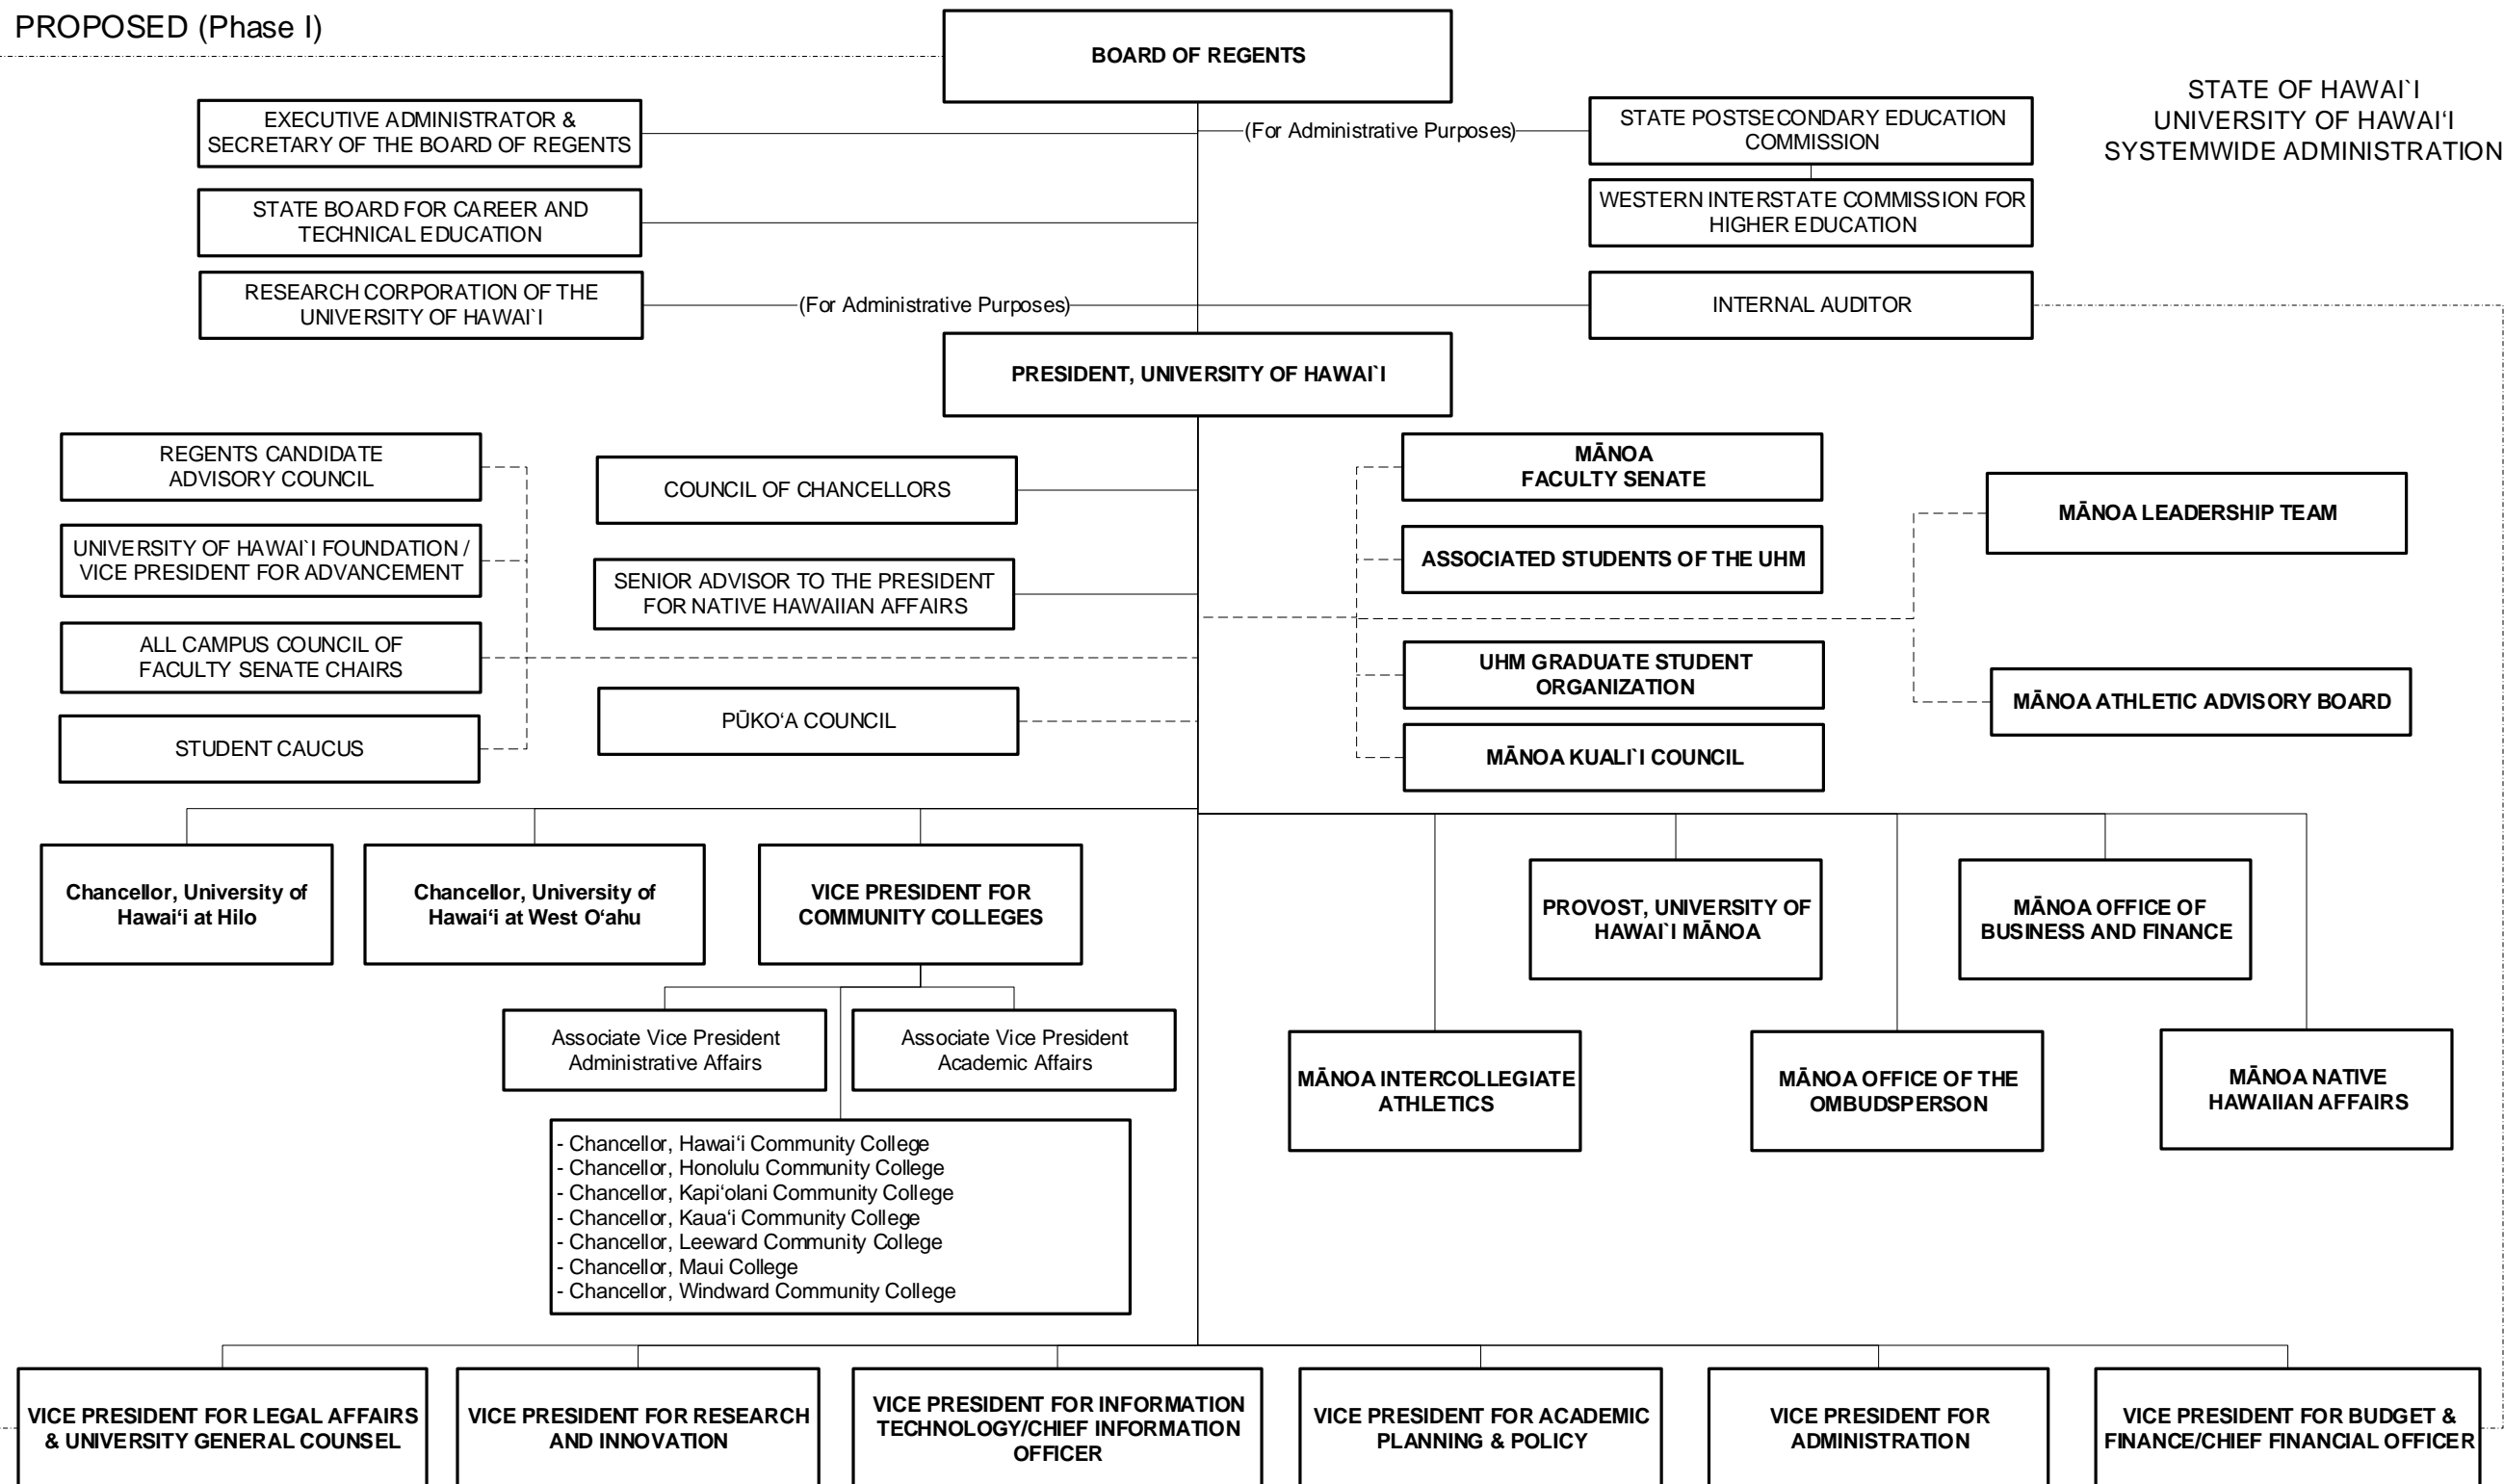 PROPOSED (Phase I)
BOARD OF REGENTS
STATE OF HAWAI`I
UNIVERSITY OF HAWAI‘I
SYSTEMWIDE ADMINISTRATION
EXECUTIVE ADMINISTRATOR &
SECRETARY OF THE BOARD OF REGENTS
(For Administrative Purposes)
STATE POSTSECONDARY EDUCATION
COMMISSION
STATE BOARD FOR CAREER AND
TECHNICAL EDUCATION
WESTERN INTERSTATE COMMISSION FOR
HIGHER EDUCATION
RESEARCH CORPORATION OF THE
UNIVERSITY OF HAWAI`I
(For Administrative Purposes)
INTERNAL AUDITOR
PRESIDENT, UNIVERSITY OF HAWAI`I
REGENTS CANDIDATE
ADVISORY COUNCIL
UNIVERSITY OF HAWAI`I FOUNDATION /
VICE PRESIDENT FOR ADVANCEMENT
ALL CAMPUS COUNCIL OF
FACULTY SENATE CHAIRS
STUDENT CAUCUS
COUNCIL OF CHANCELLORS
SENIOR ADVISOR TO THE PRESIDENT
FOR NATIVE HAWAIIAN AFFAIRS
PŪKO‘A COUNCIL
MĀNOA
FACULTY SENATE
ASSOCIATED STUDENTS OF THE UHM
UHM GRADUATE STUDENT
ORGANIZATION
MĀNOA KUALI`I COUNCIL
MĀNOA LEADERSHIP TEAM
MĀNOA ATHLETIC ADVISORY BOARD
Chancellor, University of
Hawai‘i at Hilo
Chancellor, University of
Hawai‘i at West O‘ahu
VICE PRESIDENT FOR
COMMUNITY COLLEGES
PROVOST, UNIVERSITY OF
HAWAI`I MĀNOA
MĀNOA OFFICE OF
BUSINESS AND FINANCE
Associate Vice President
Administrative Affairs
Associate Vice President
Academic Affairs
MĀNOA INTERCOLLEGIATE
ATHLETICS
MĀNOA OFFICE OF THE
OMBUDSPERSON
MĀNOA NATIVE
HAWAIIAN AFFAIRS
- Chancellor, Hawai‘i Community College
- Chancellor, Honolulu Community College
- Chancellor, Kapi‘olani Community College
- Chancellor, Kaua‘i Community College
- Chancellor, Leeward Community College
- Chancellor, Maui College
- Chancellor, Windward Community College
VICE PRESIDENT FOR LEGAL AFFAIRS
& UNIVERSITY GENERAL COUNSEL
VICE PRESIDENT FOR RESEARCH
AND INNOVATION
VICE PRESIDENT FOR INFORMATION
TECHNOLOGY/CHIEF INFORMATION
OFFICER
VICE PRESIDENT FOR ACADEMIC
PLANNING & POLICY
VICE PRESIDENT FOR
ADMINISTRATION
VICE PRESIDENT FOR BUDGET &
FINANCE/CHIEF FINANCIAL OFFICER